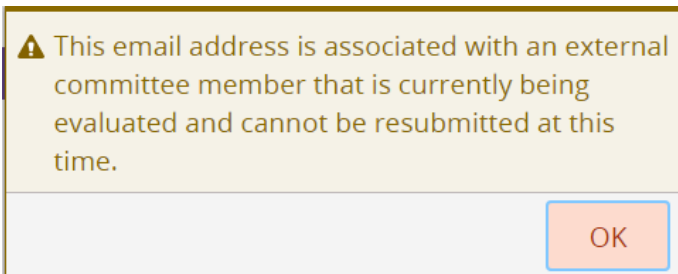 This email address is associated with an external
committee member that is currently being
evaluated and cannot be resubmitted at this
time.
OK